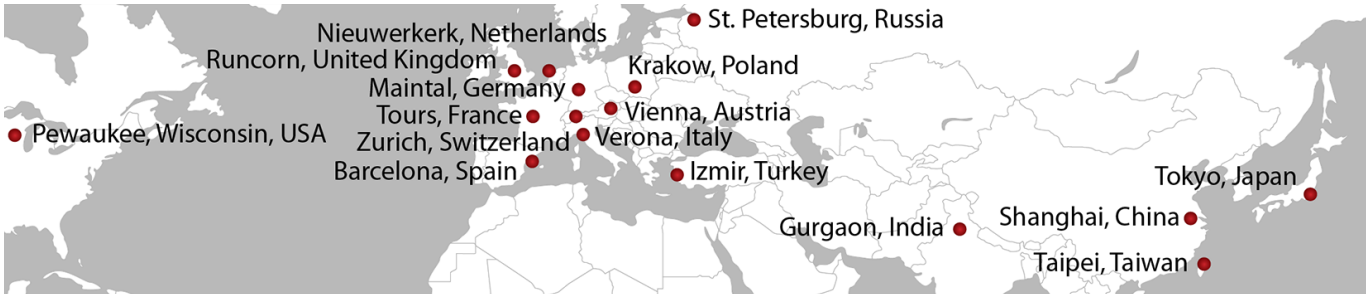 St. Petersburg, Russia
Nieuwerkerk, Netherlands
Runcorn, United Kingdom
Krakow, Poland
Maintal, Germany
Tours, France
Vienna, Austria
Pewaukee, Wisconsin, USA
Zurich, Switzerland
Verona, Italy
Barcelona, Spain
Izmir, Turkey
Tokyo, Japan
Shanghai, China
Gurgaon, India
Taipei, Taiwan